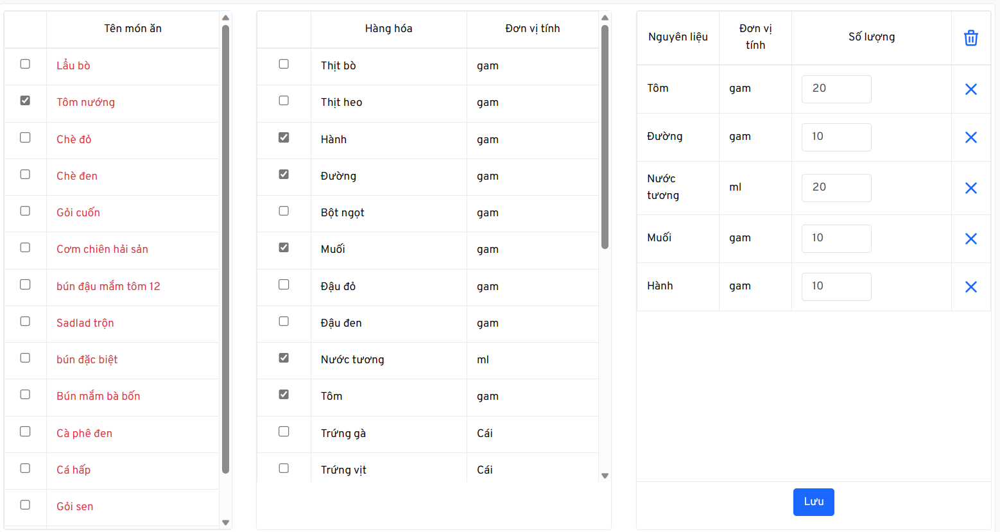 Tên món ăn
Lẩu bò
Tôm nướng
Chè đỏ
Chè đen
Gỏi cuốn
Cơm chiên hải sản
bún đậu mắm tôm 12
Sadlad trộn
bún đặc biệt
Bún mắm bà bốn
Cà phê đen
Cá hấp
Gỏi sen
Hàng hóa Đơn vị tính
Thịt bò gam
Thịt heo gam
Hành gam
Đường gam
Bột ngọt gam
Muối gam
Đậu đỏ gam
Đậu đen gam
Nước tương ml
Tôm gam
Trứng gà Cái
Trứng vịt Cái
Nguyên liệu Đơn vị tính Số lượng
Tôm gam 20
Đường gam 10
Nước tương ml 20
Muối gam 10
Hành gam 10
Lưu